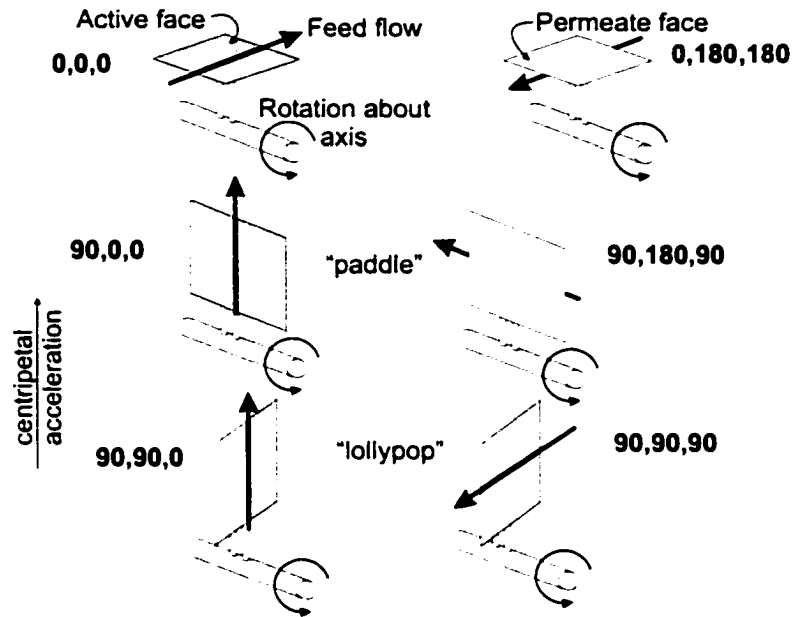 Active face
Feed flow
Permeate face
0,0,0
0,180,180
Rotation about
axis
90,0,0
"paddle"
90,180,90
centripetal
acceleration
90,90,0
"lollypop"
90,90,90